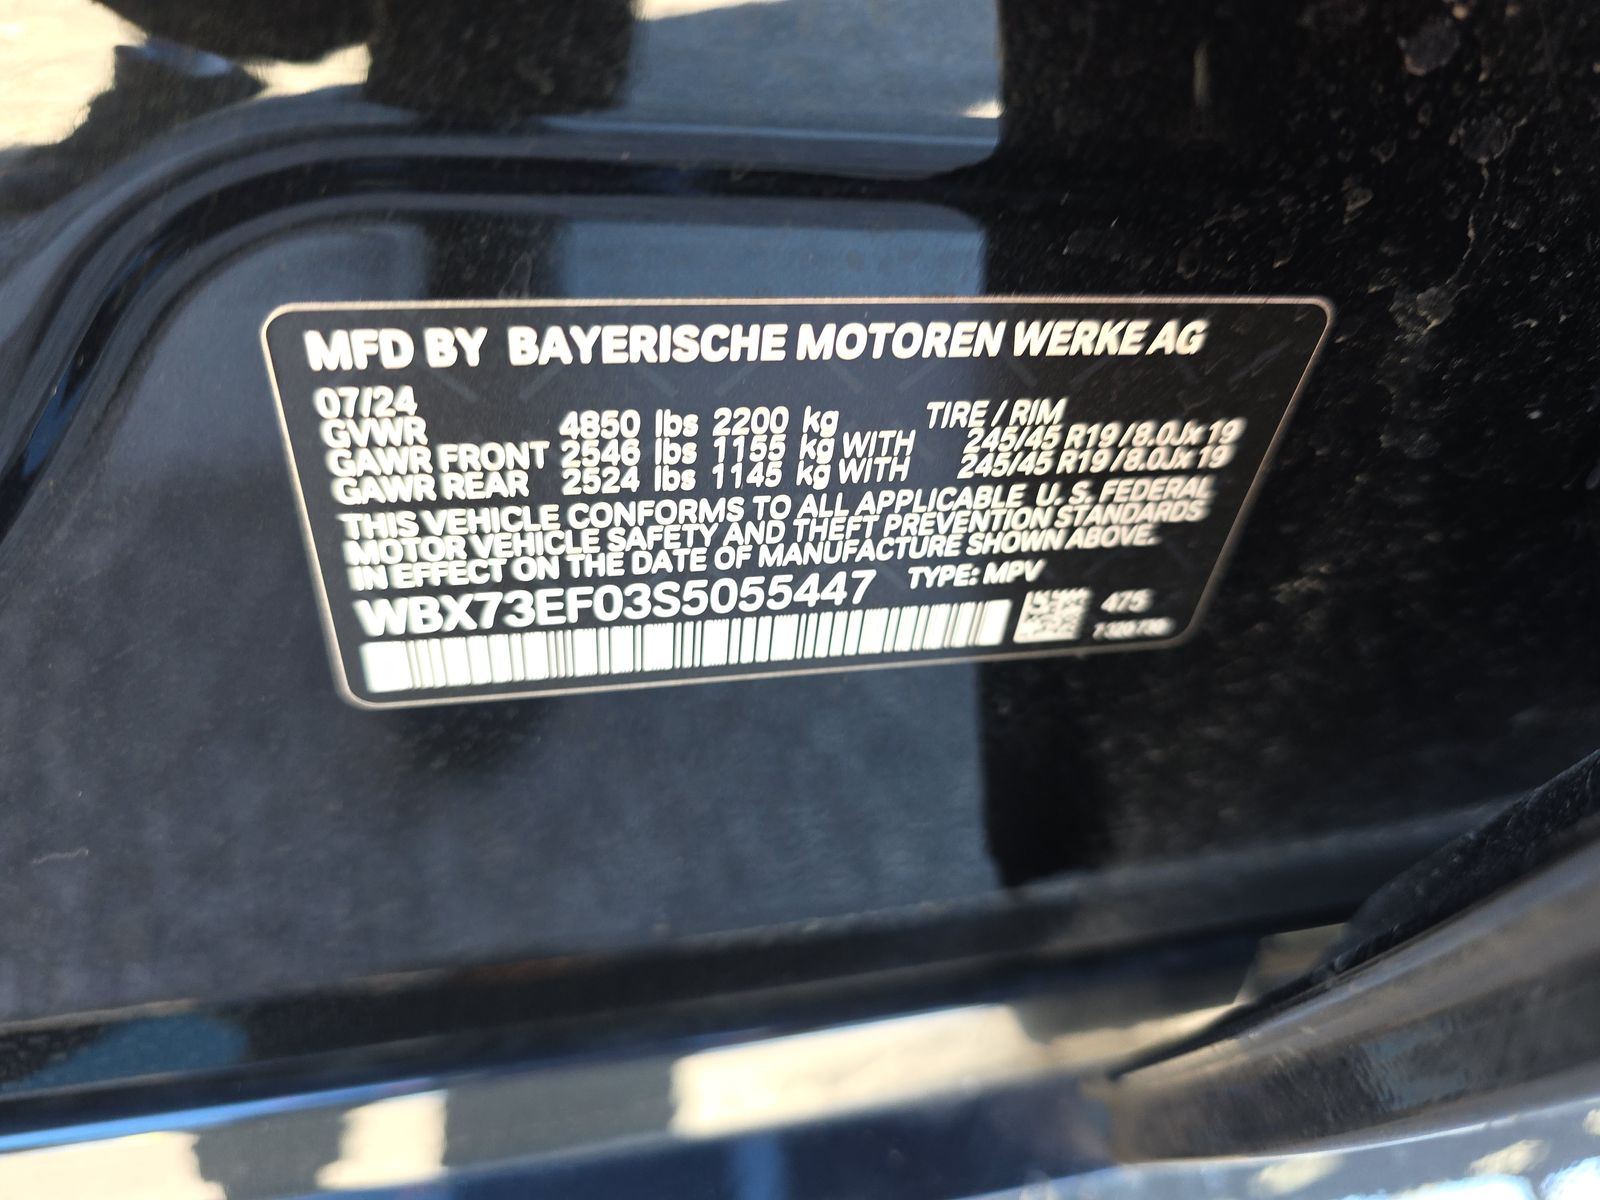 MFD BY BAYERISCHE MOTOREN WERKE AG
07/24
GVWR 4850 lbs 2200 kg TIRE / RIM
GAWR FRONT 2546 lbs 1155 kg WITH 245/45 R19 / 8.0Jx19
GAWR REAR 2524 lbs 1145 kg WITH 245/45 R19 / 8.0Jx19
THIS VEHICLE CONFORMS TO ALL APPLICABLE U. S. FEDERAL
MOTOR VEHICLE SAFETY AND THEFT PREVENTION STANDARDS
IN EFFECT ON THE DATE OF MANUFACTURE SHOWN ABOVE.
WBX73EF03S5055447 TYPE: MPV
475